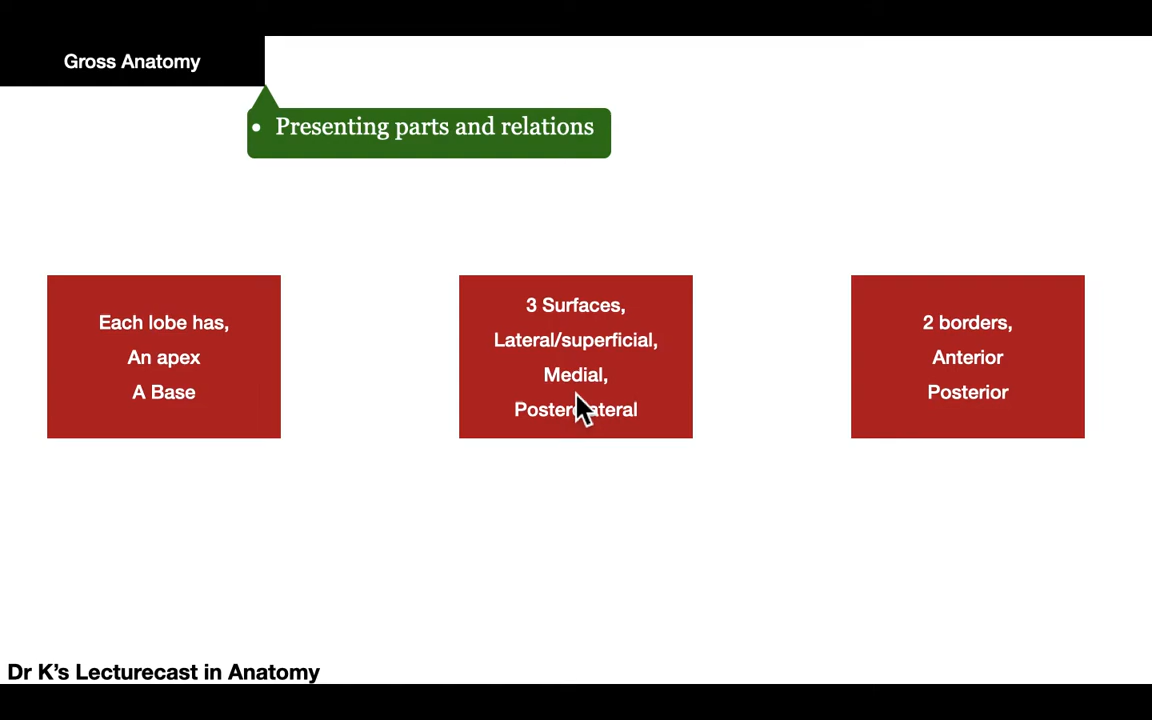 Gross Anatomy
• Presenting parts and relations
Each lobe has,
An apex
A Base
3 Surfaces,
Lateral/superficial,
Medial,
Posterolateral
2 borders,
Anterior
Posterior
Dr K’s Lecturecast in Anatomy